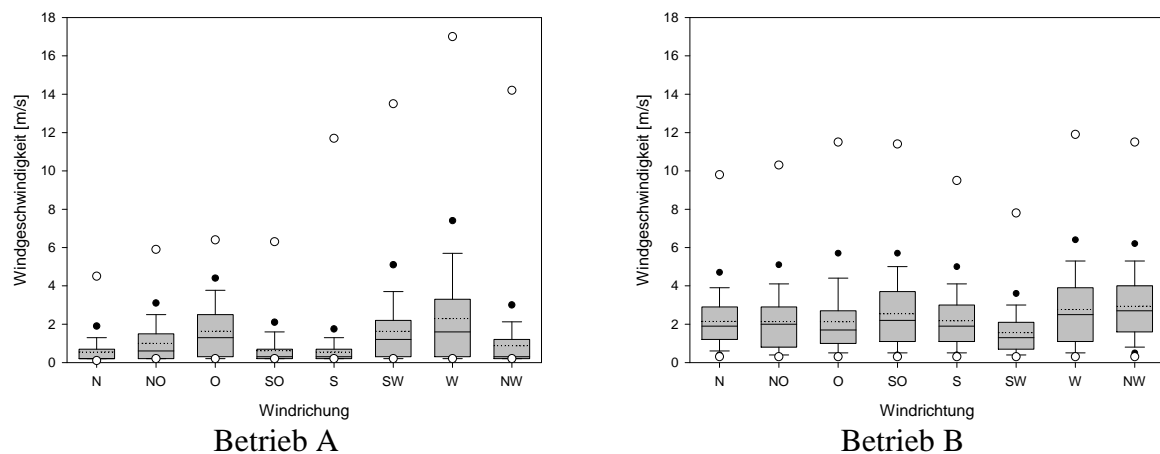 Windgeschwindigkeit [m/s]
18
16
14
12
10
8
6
4
2
0
N NO O SO S SW W NW
Windrichung
Betrieb A
Windgeschwindigkeit [m/s]
18
16
14
12
10
8
6
4
2
0
N NO O SO S SW W NW
Windrichtung
Betrieb B